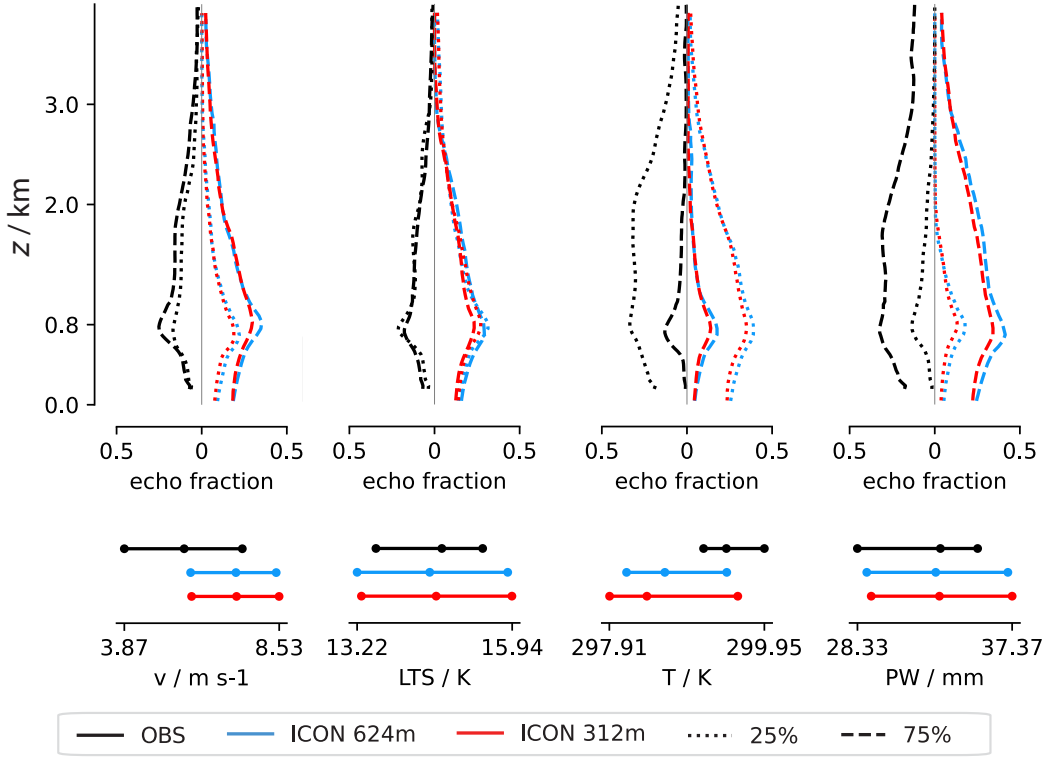 z / km
3.0
2.0
0.8
0.0
0.5 0 0.5 0.5 0 0.5 0.5 0 0.5 0.5 0 0.5
echo fraction echo fraction echo fraction echo fraction
3.87 8.53 13.22 15.94 297.91 299.95 28.33 37.37
v / m s-1 LTS / K T / K PW / mm
OBS ICON 624m ICON 312m 25% 75%